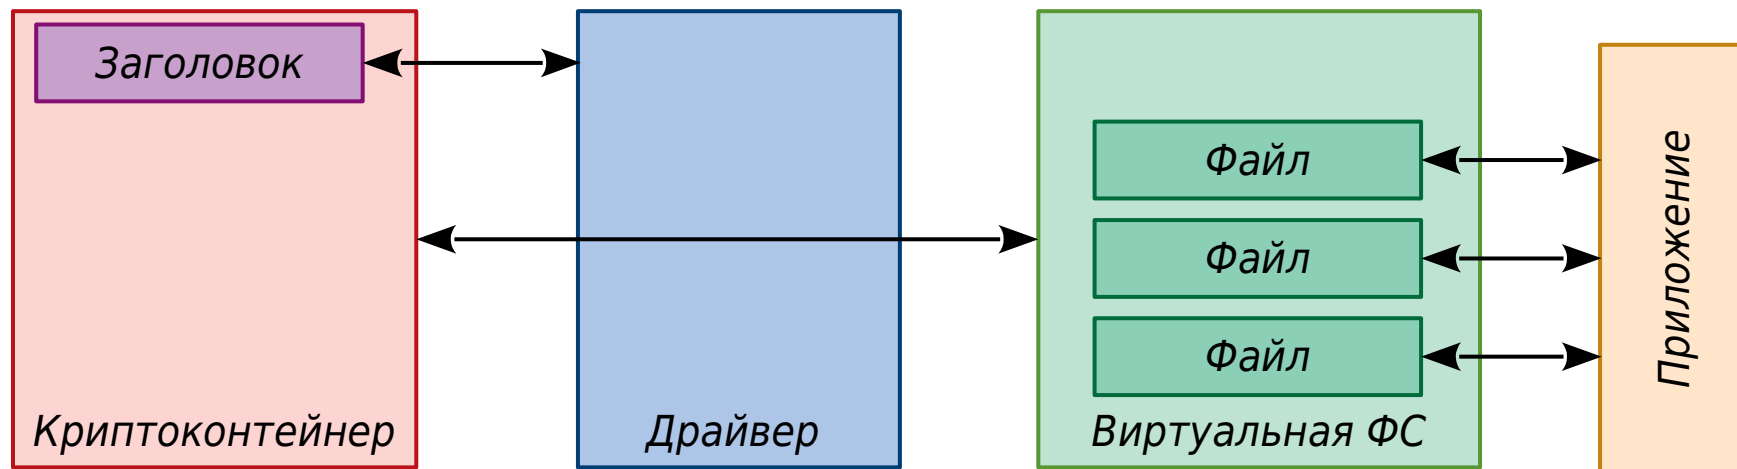 Заголовок
Криптоконтейнер
Драйвер
Файл
Файл
Файл
Виртуальная ФС
Приложение